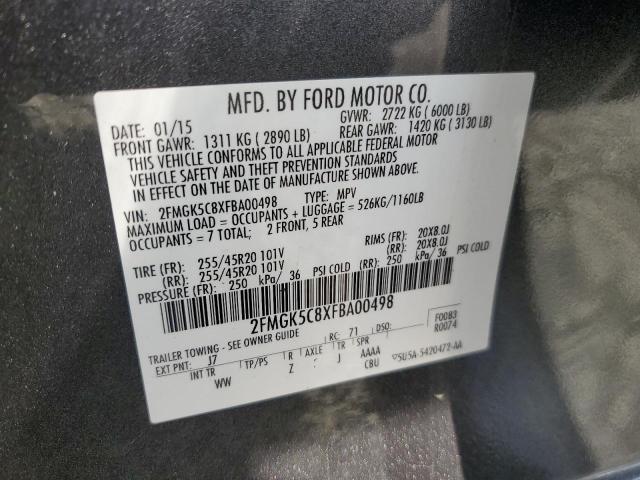 MFD. BY FORD MOTOR CO.
DATE: 01/15 GVWR: 2722 KG ( 6000 LB)
FRONT GAWR: 1311 KG ( 2890 LB) REAR GAWR: 1420 KG ( 3130 LB)
THIS VEHICLE CONFORMS TO ALL APPLICABLE FEDERAL MOTOR
VEHICLE SAFETY AND THEFT PREVENTION STANDARDS
IN EFFECT ON THE DATE OF MANUFACTURE SHOWN ABOVE.
VIN: 2FMGK5C8XFBA00498 TYPE: MPV
MAXIMUM LOAD = OCCUPANTS + LUGGAGE = 526KG/1160LB
OCCUPANTS = 7 TOTAL; 2 FRONT, 5 REAR
TIRE (FR): 255/45R20 101V RIMS (FR): 20X8.0J
(RR): 255/45R20 101V (RR): 20X8.0J
PRESSURE (FR): 250 kPa/ 36 PSI COLD (RR): 250 kPa/ 36 PSI COLD
2FMGK5C8XFBA00498
TRAILER TOWING - SEE OWNER GUIDE RC: 71 DSO: F0083
EXT PNT: J7 R0074
INT TR TP/PS R AXLE TR SPR
WW Z J AAAA
CBU 5U5A-5420472-AA